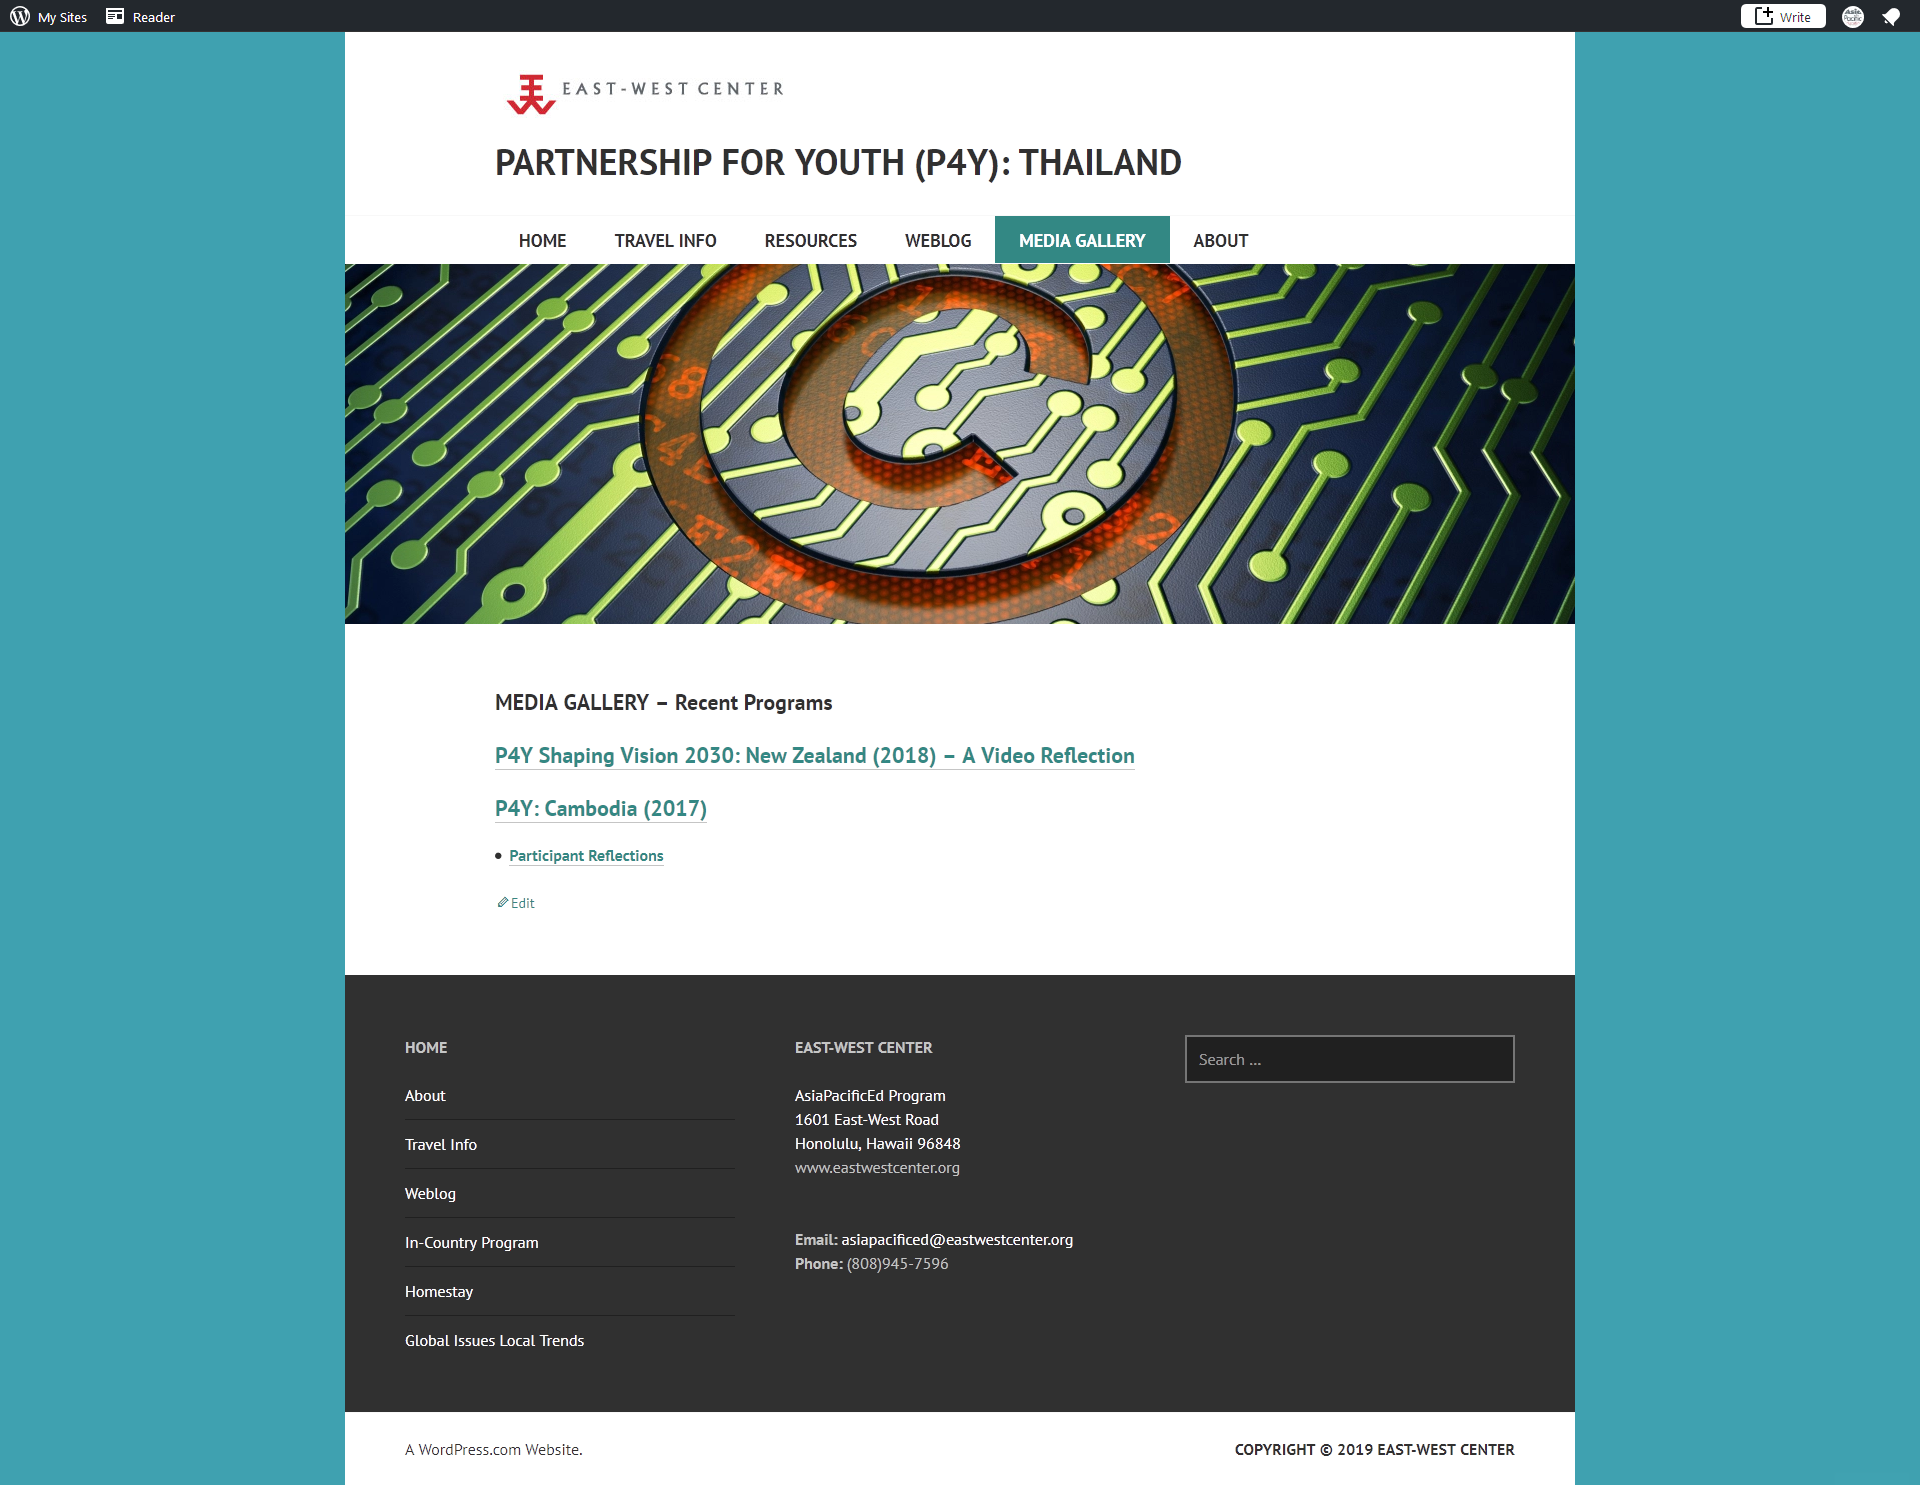 My Sites
Reader
Write
EAST-WEST CENTER
PARTNERSHIP FOR YOUTH (P4Y): THAILAND
HOME
TRAVEL INFO
RESOURCES
WEBLOG
MEDIA GALLERY
ABOUT
MEDIA GALLERY – Recent Programs
P4Y Shaping Vision 2030: New Zealand (2018) – A Video Reflection
P4Y: Cambodia (2017)
Participant Reflections
Edit
HOME
About
Travel Info
Weblog
In-Country Program
Homestay
Global Issues Local Trends
EAST-WEST CENTER
AsiaPacificEd Program
1601 East-West Road
Honolulu, Hawaii 96848
www.eastwestcenter.org
Email: asiapacificed@eastwestcenter.org
Phone: (808)945-7596
Search ...
A WordPress.com Website.
COPYRIGHT © 2019 EAST-WEST CENTER